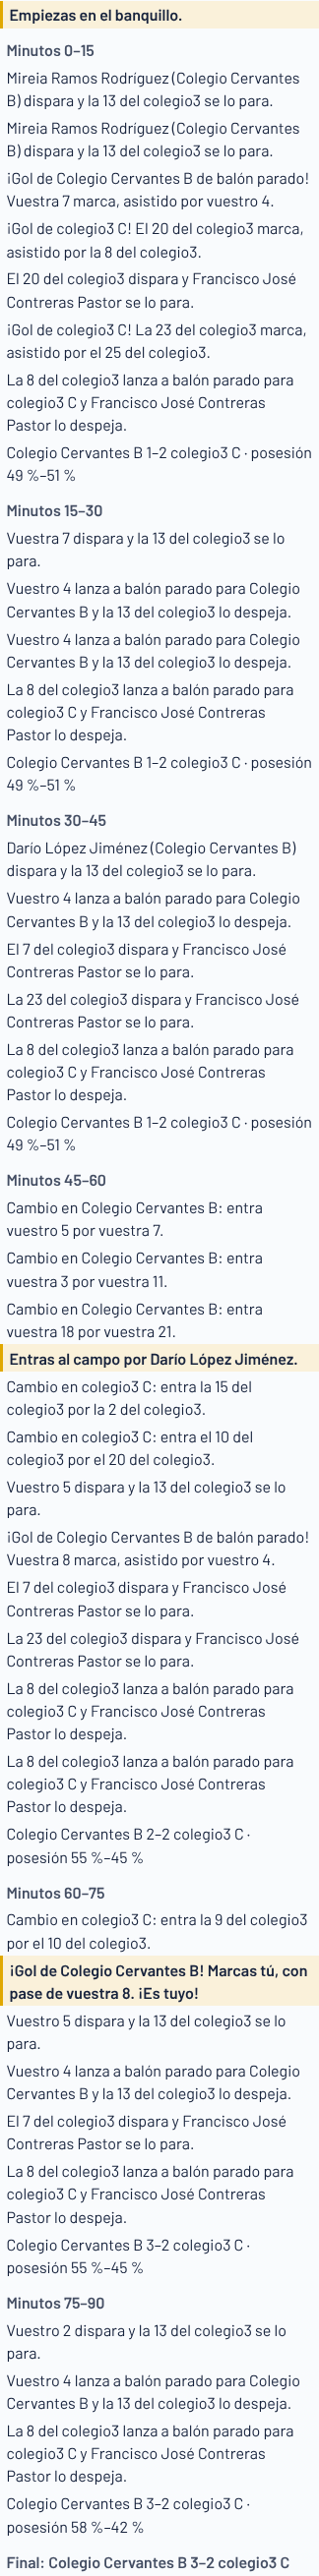 Empiezas en el banquillo.
Minutos 0–15
Mireia Ramos Rodríguez (Colegio Cervantes
B) dispara y la 13 del colegio3 se lo para.
Mireia Ramos Rodríguez (Colegio Cervantes
B) dispara y la 13 del colegio3 se lo para.
¡Gol de Colegio Cervantes B de balón parado!
Vuestra 7 marca, asistido por vuestro 4.
¡Gol de colegio3 C! El 20 del colegio3 marca,
asistido por la 8 del colegio3.
El 20 del colegio3 dispara y Francisco José
Contreras Pastor se lo para.
¡Gol de colegio3 C! La 23 del colegio3 marca,
asistido por el 25 del colegio3.
La 8 del colegio3 lanza a balón parado para
colegio3 C y Francisco José Contreras
Pastor lo despeja.
Colegio Cervantes B 1–2 colegio3 C · posesión
49 %–51 %
Minutos 15–30
Vuestra 7 dispara y la 13 del colegio3 se lo
para.
Vuestro 4 lanza a balón parado para Colegio
Cervantes B y la 13 del colegio3 lo despeja.
Vuestro 4 lanza a balón parado para Colegio
Cervantes B y la 13 del colegio3 lo despeja.
La 8 del colegio3 lanza a balón parado para
colegio3 C y Francisco José Contreras
Pastor lo despeja.
Colegio Cervantes B 1–2 colegio3 C · posesión
49 %–51 %
Minutos 30–45
Darío López Jiménez (Colegio Cervantes B)
dispara y la 13 del colegio3 se lo para.
Vuestro 4 lanza a balón parado para Colegio
Cervantes B y la 13 del colegio3 lo despeja.
El 7 del colegio3 dispara y Francisco José
Contreras Pastor se lo para.
La 23 del colegio3 dispara y Francisco José
Contreras Pastor se lo para.
La 8 del colegio3 lanza a balón parado para
colegio3 C y Francisco José Contreras
Pastor lo despeja.
Colegio Cervantes B 1–2 colegio3 C · posesión
49 %–51 %
Minutos 45–60
Cambio en Colegio Cervantes B: entra
vuestro 5 por vuestra 7.
Cambio en Colegio Cervantes B: entra
vuestra 3 por vuestra 11.
Cambio en Colegio Cervantes B: entra
vuestra 18 por vuestra 21.
Entras al campo por Darío López Jiménez.
Cambio en colegio3 C: entra la 15 del
colegio3 por la 2 del colegio3.
Cambio en colegio3 C: entra el 10 del
colegio3 por el 20 del colegio3.
Vuestro 5 dispara y la 13 del colegio3 se lo
para.
¡Gol de Colegio Cervantes B de balón parado!
Vuestra 8 marca, asistido por vuestro 4.
El 7 del colegio3 dispara y Francisco José
Contreras Pastor se lo para.
La 23 del colegio3 dispara y Francisco José
Contreras Pastor se lo para.
La 8 del colegio3 lanza a balón parado para
colegio3 C y Francisco José Contreras
Pastor lo despeja.
La 8 del colegio3 lanza a balón parado para
colegio3 C y Francisco José Contreras
Pastor lo despeja.
Colegio Cervantes B 2–2 colegio3 C ·
posesión 55 %–45 %
Minutos 60–75
Cambio en colegio3 C: entra la 9 del colegio3
por el 10 del colegio3.
¡Gol de Colegio Cervantes B! Marcas tú, con
pase de vuestra 8. ¡Es tuyo!
Vuestro 5 dispara y la 13 del colegio3 se lo
para.
Vuestro 4 lanza a balón parado para Colegio
Cervantes B y la 13 del colegio3 lo despeja.
El 7 del colegio3 dispara y Francisco José
Contreras Pastor se lo para.
La 8 del colegio3 lanza a balón parado para
colegio3 C y Francisco José Contreras
Pastor lo despeja.
Colegio Cervantes B 3–2 colegio3 C ·
posesión 55 %–45 %
Minutos 75–90
Vuestro 2 dispara y la 13 del colegio3 se lo
para.
Vuestro 4 lanza a balón parado para Colegio
Cervantes B y la 13 del colegio3 lo despeja.
La 8 del colegio3 lanza a balón parado para
colegio3 C y Francisco José Contreras
Pastor lo despeja.
Colegio Cervantes B 3–2 colegio3 C ·
posesión 58 %–42 %
Final: Colegio Cervantes B 3–2 colegio3 C